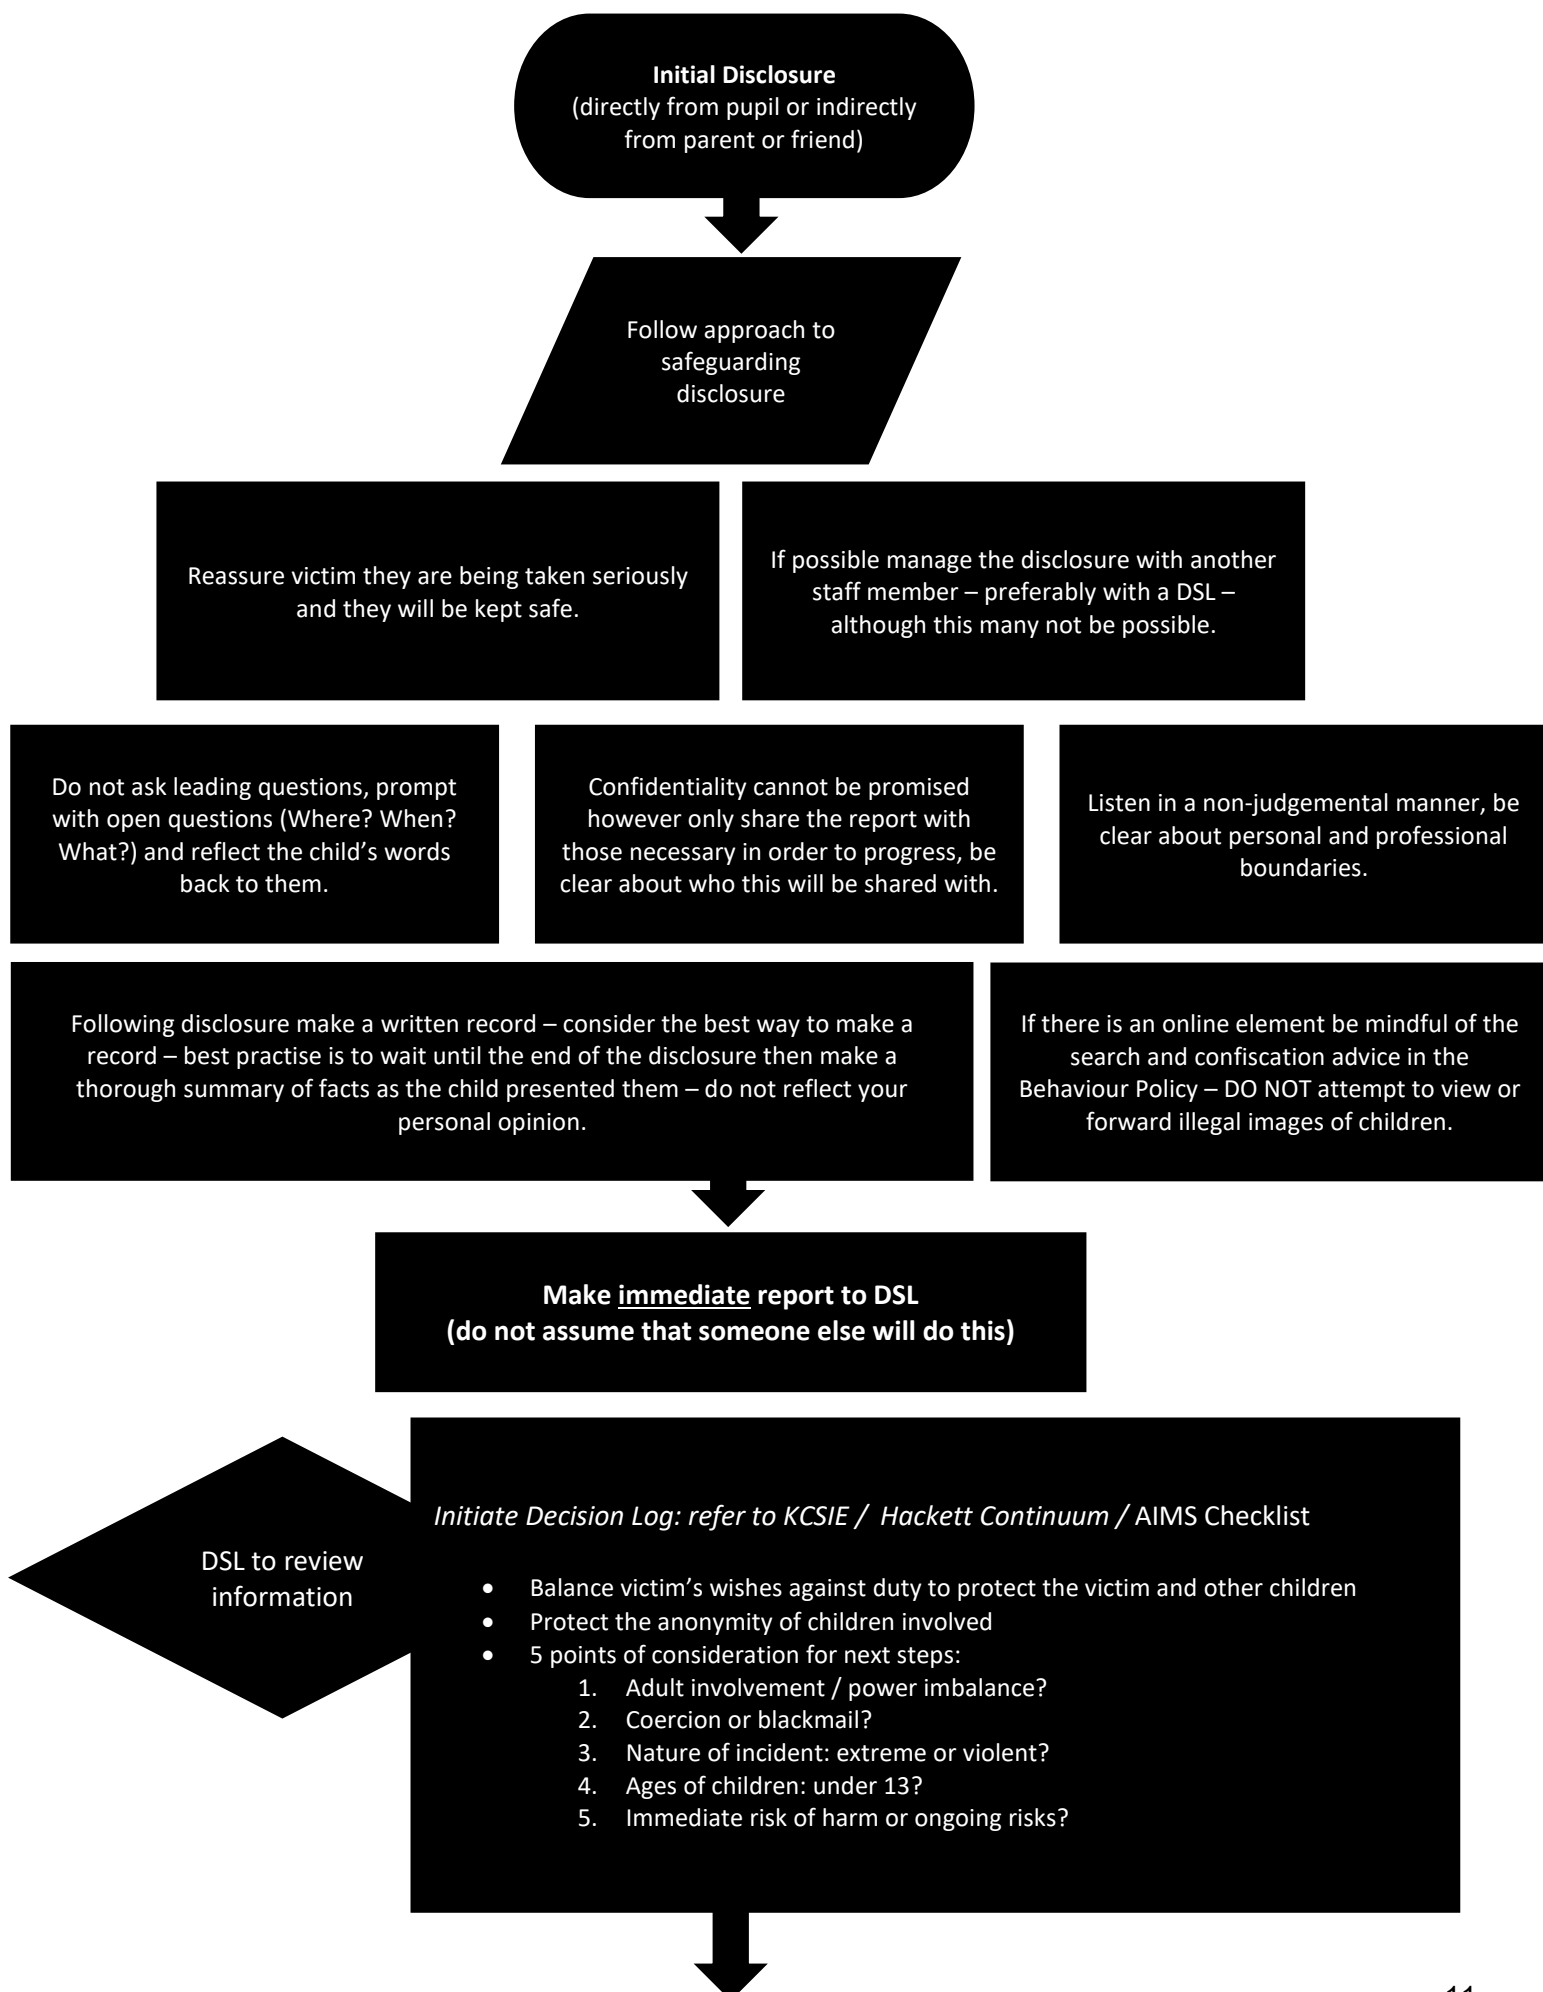 Initial Disclosure
(directly from pupil or indirectly
from parent or friend)
Follow approach to
safeguarding
disclosure
Reassure victim they are being taken seriously
and they will be kept safe.
If possible manage the disclosure with another
staff member – preferably with a DSL –
although this many not be possible.
Do not ask leading questions, prompt
with open questions (Where? When?
What?) and reflect the child’s words
back to them.
Confidentiality cannot be promised
however only share the report with
those necessary in order to progress, be
clear about who this will be shared with.
Listen in a non-judgemental manner, be
clear about personal and professional
boundaries.
Following disclosure make a written record – consider the best way to make a
record – best practise is to wait until the end of the disclosure then make a
thorough summary of facts as the child presented them – do not reflect your
personal opinion.
If there is an online element be mindful of the
search and confiscation advice in the
Behaviour Policy – DO NOT attempt to view or
forward illegal images of children.
Make immediate report to DSL
(do not assume that someone else will do this)
DSL to review
information
Initiate Decision Log: refer to KCSIE / Hackett Continuum / AIMS Checklist
• Balance victim’s wishes against duty to protect the victim and other children
• Protect the anonymity of children involved
• 5 points of consideration for next steps:
1. Adult involvement / power imbalance?
2. Coercion or blackmail?
3. Nature of incident: extreme or violent?
4. Ages of children: under 13?
5. Immediate risk of harm or ongoing risks?